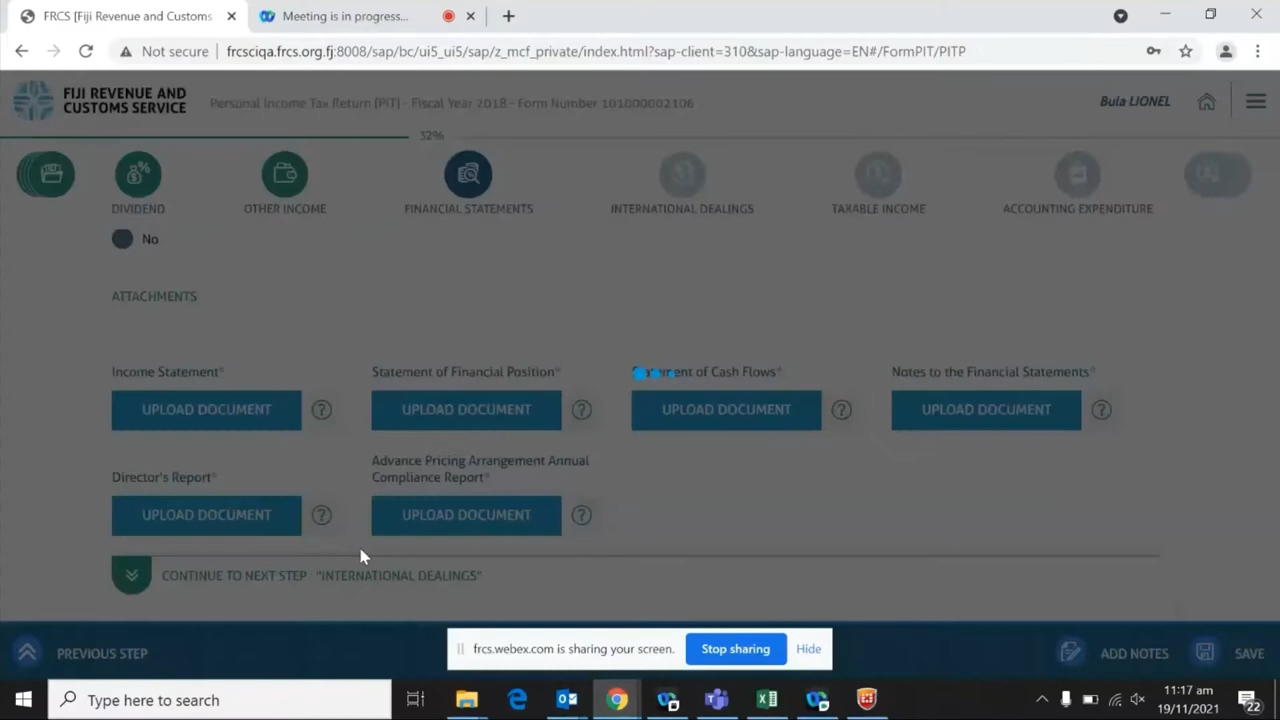 FRCS [Fiji Revenue and Customs
Meeting is in progress...
Not secure
frcsciqa.frcs.org.fj:8008/sap/bc/ui5_ui5/sap/z_mcf_private/index.html?sap-client=310&sap-language=EN#/FormPIT/PITP
FIJI REVENUE AND
CUSTOMS SERVICE
Personal Income Tax Return (PIT) - Fiscal Year 2018 - Form Number 101000002106
Bula LIONEL
32%
DIVIDEND
OTHER INCOME
FINANCIAL STATEMENTS
INTERNATIONAL DEALINGS
TAXABLE INCOME
ACCOUNTING EXPENDITURE
No
ATTACHMENTS
Income Statement*
Statement of Financial Position*
Statement of Cash Flows*
Notes to the Financial Statements*
UPLOAD DOCUMENT ?
UPLOAD DOCUMENT ?
UPLOAD DOCUMENT ?
UPLOAD DOCUMENT ?
Director's Report*
Advance Pricing Arrangement Annual
Compliance Report*
UPLOAD DOCUMENT ?
UPLOAD DOCUMENT ?
CONTINUE TO NEXT STEP : "INTERNATIONAL DEALINGS"
PREVIOUS STEP
frcs.webex.com is sharing your screen.
Stop sharing
Hide
ADD NOTES
SAVE
Type here to search
11:17 am
19/11/2021
22